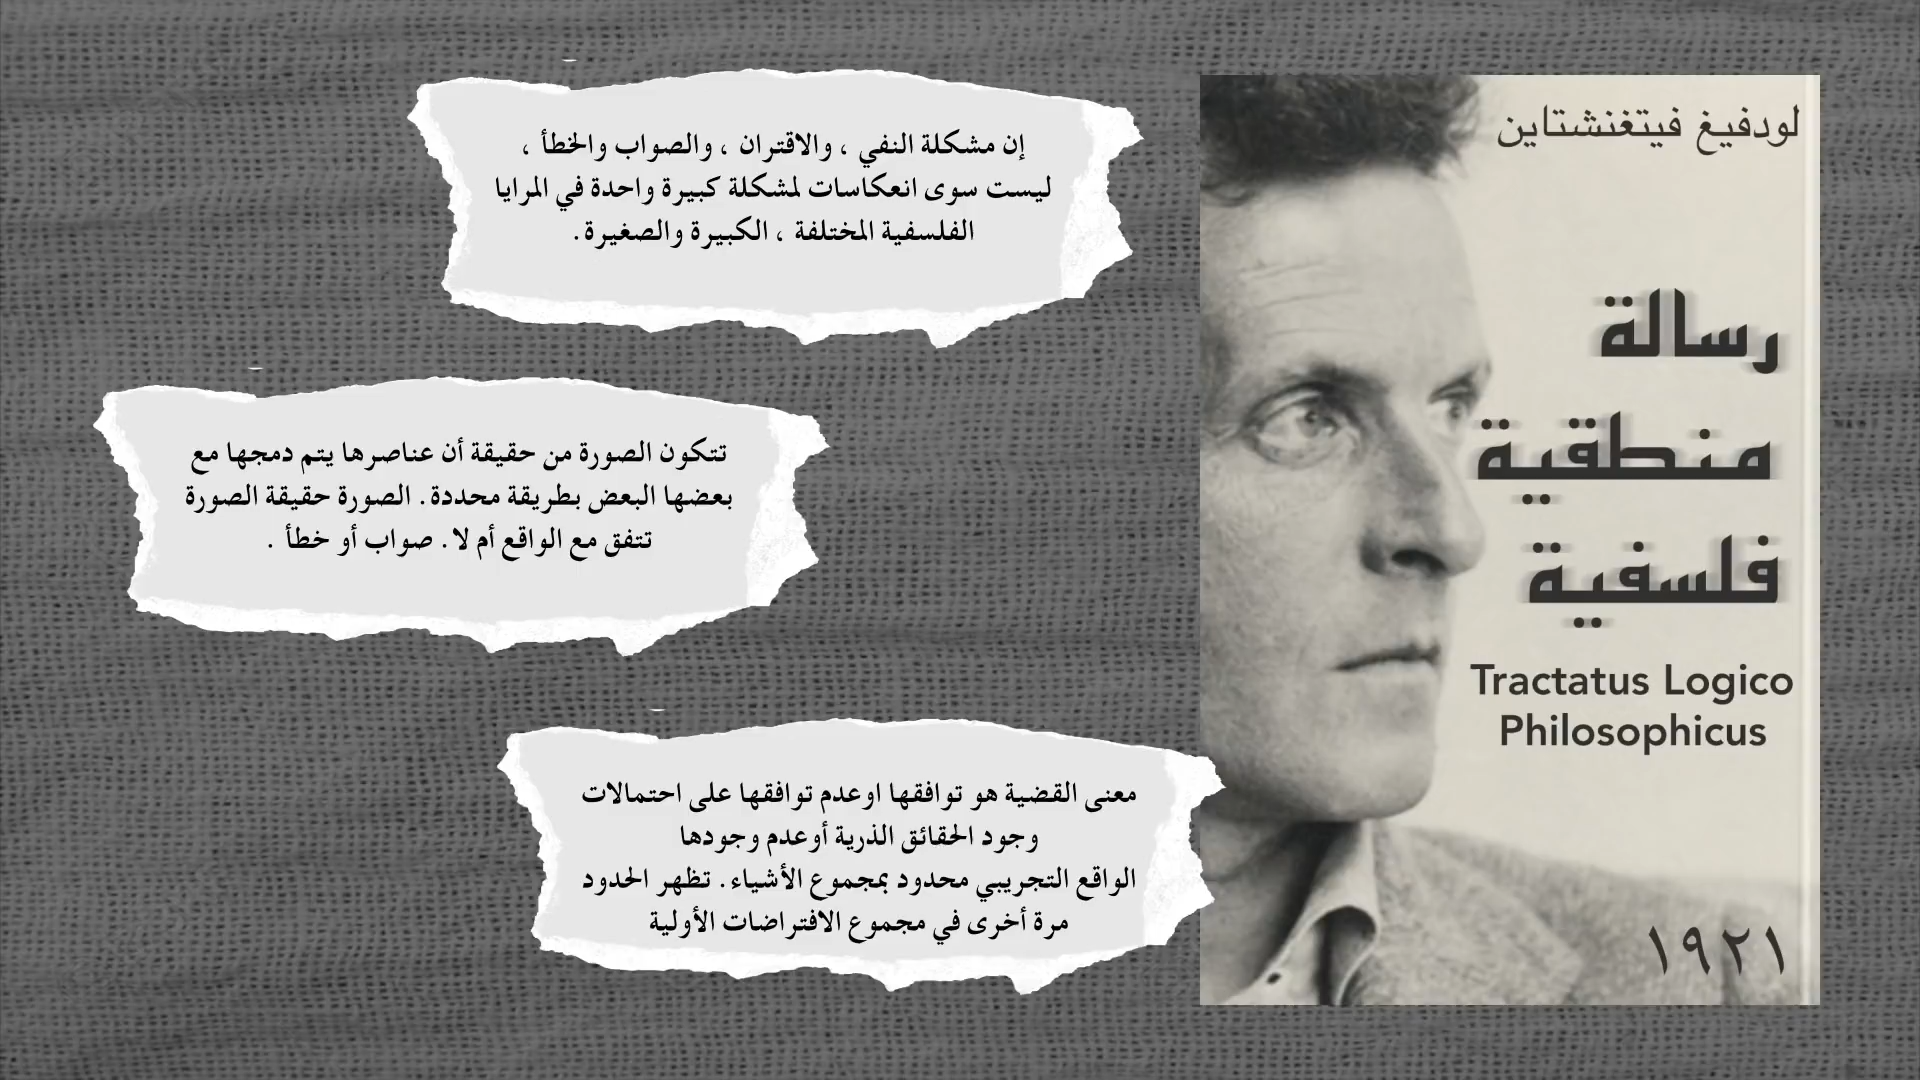 لودفيغ فيتغنشتاين
رسالة
منطقية
فلسفية
Tractatus Logico
Philosophicus
١٩٢١
إن مشكلة النفي ، والاقتران ، والصواب والخطأ ،
ليست سوى انعكاسات لمشكلة كبيرة واحدة في المرايا
الفلسفية المختلفة ، الكبيرة والصغيرة.
تتكون الصورة من حقيقة أن عناصرها يتم دمجها مع
بعضها البعض بطريقة محددة. الصورة حقيقة الصورة
تتفق مع الواقع أم لا. صواب أو خطأ .
معنى القضية هو توافقها اوعدم توافقها على احتمالات
وجود الحقائق الذرية أوعدم وجودها
الواقع التجريبي محدود بمجموع الأشياء. تظهر الحدود
مرة أخرى في مجموع الافتراضات الأولية